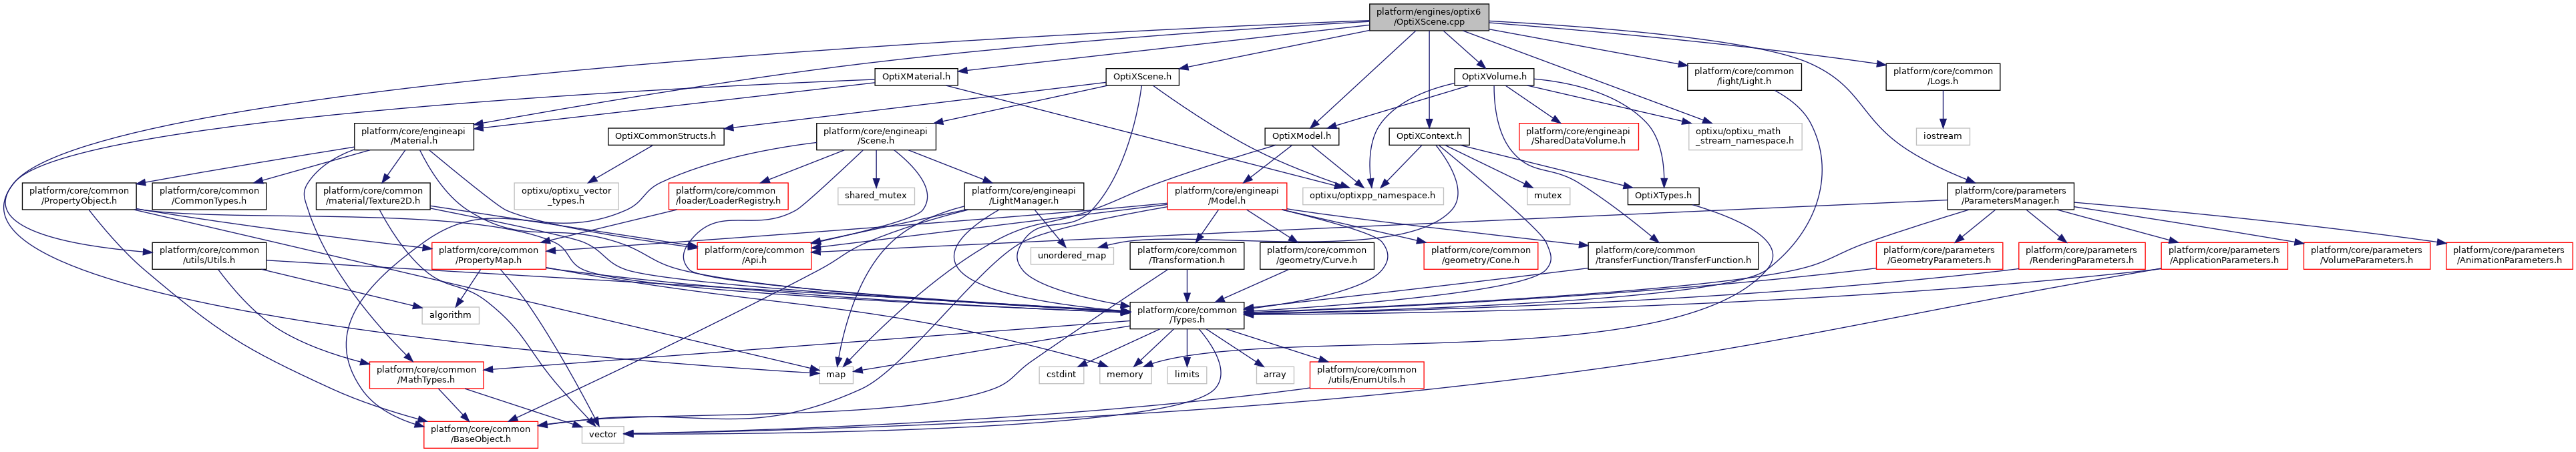 platform/engines/optix6
/OptiXScene.cpp
OptiXMaterial.h
OptiXScene.h
OptiXVolume.h
platform/core/common
/light/Light.h
platform/core/common
/Logs.h
platform/core/engineapi
/Material.h
OptiXCommonStructs.h
platform/core/engineapi
/Scene.h
OptiXModel.h
OptiXContext.h
platform/core/engineapi
/SharedDataVolume.h
optixu/optixu_math
_stream_namespace.h
iostream
platform/core/common
/PropertyObject.h
platform/core/common
/CommonTypes.h
platform/core/common
/material/Texture2D.h
optixu/optixu_vector
_types.h
platform/core/common
/loader/LoaderRegistry.h
shared_mutex
platform/core/engineapi
/LightManager.h
platform/core/engineapi
/Model.h
optixu/optixpp_namespace.h
mutex
OptiXTypes.h
platform/core/parameters
/ParametersManager.h
platform/core/common
/utils/Utils.h
platform/core/common
/PropertyMap.h
platform/core/common
/Api.h
unordered_map
platform/core/common
/Transformation.h
platform/core/common
/geometry/Curve.h
platform/core/common
/geometry/Cone.h
platform/core/common
/transferFunction/TransferFunction.h
platform/core/parameters
/GeometryParameters.h
platform/core/parameters
/RenderingParameters.h
platform/core/parameters
/ApplicationParameters.h
platform/core/parameters
/VolumeParameters.h
platform/core/parameters
/AnimationParameters.h
algorithm
platform/core/common
/Types.h
platform/core/common
/MathTypes.h
map
cstdint
memory
limits
array
platform/core/common
/utils/EnumUtils.h
platform/core/common
/BaseObject.h
vector